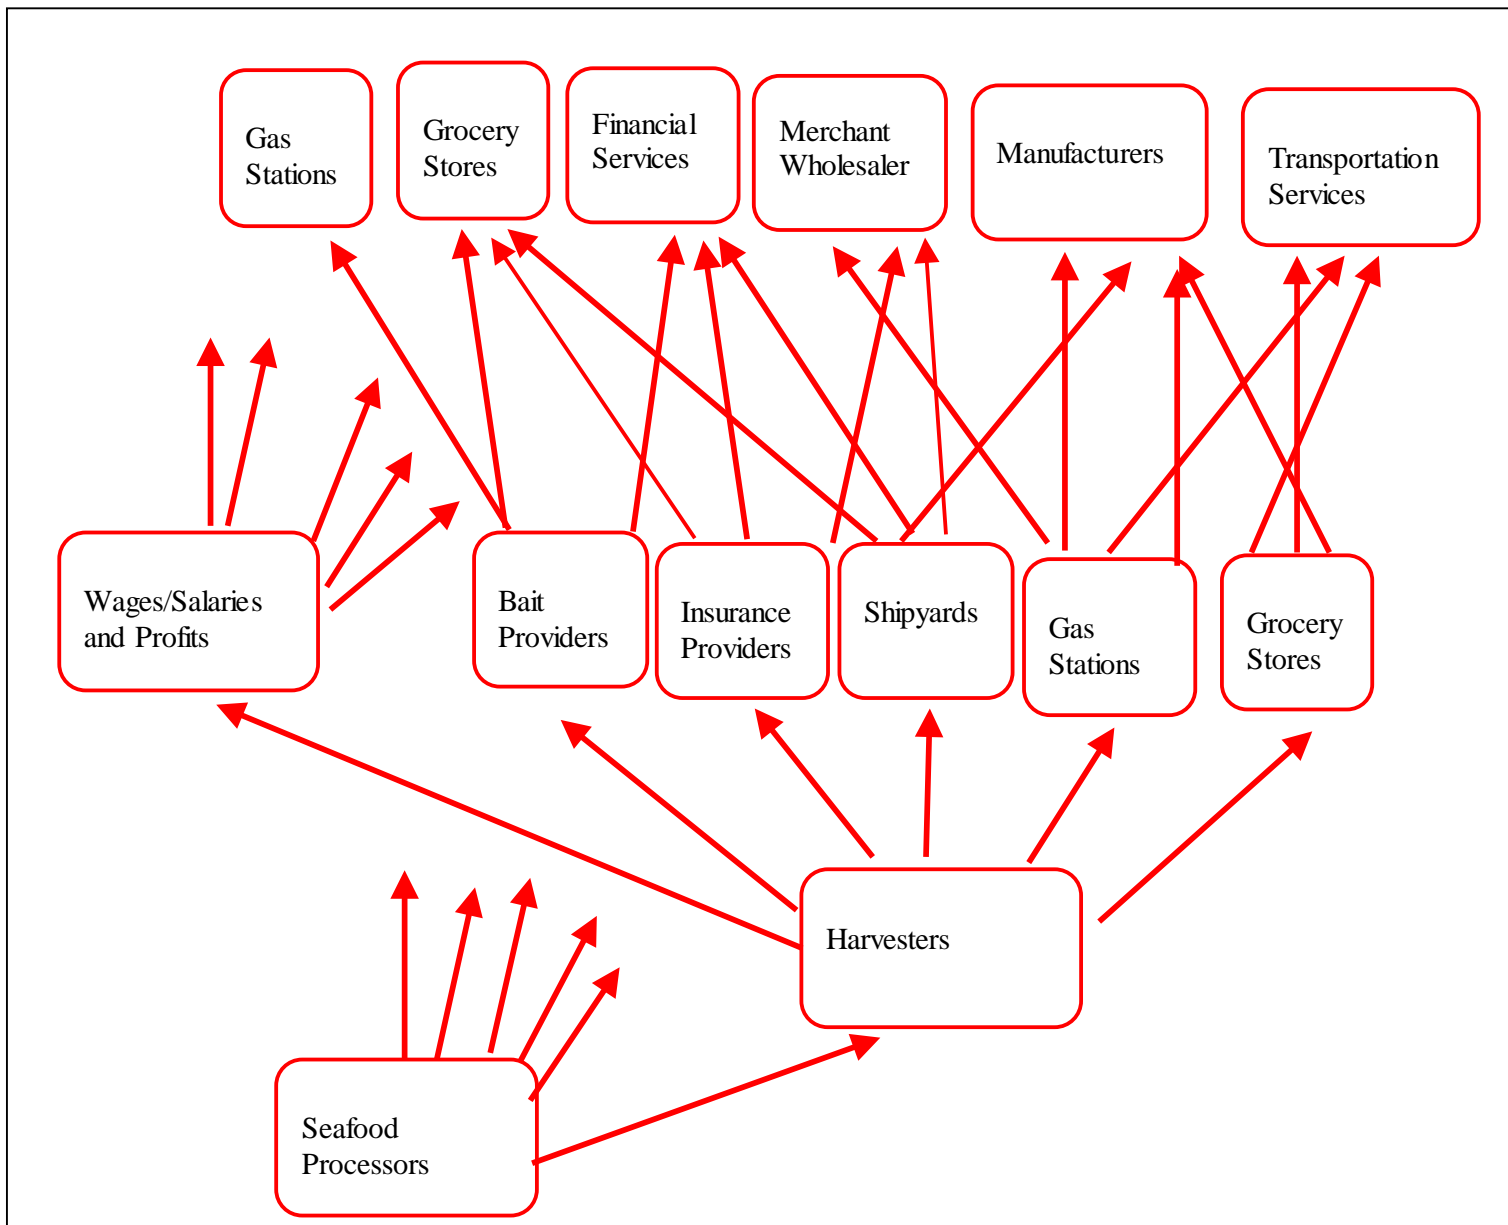 Gas
Stations
Grocery
Stores
Financial
Services
Merchant
Wholesaler
Manufacturers
Transportation
Services
Wages/Salaries
and Profits
Bait
Providers
Insurance
Providers
Shipyards
Gas
Stations
Grocery
Stores
Harvesters
Seafood
Processors